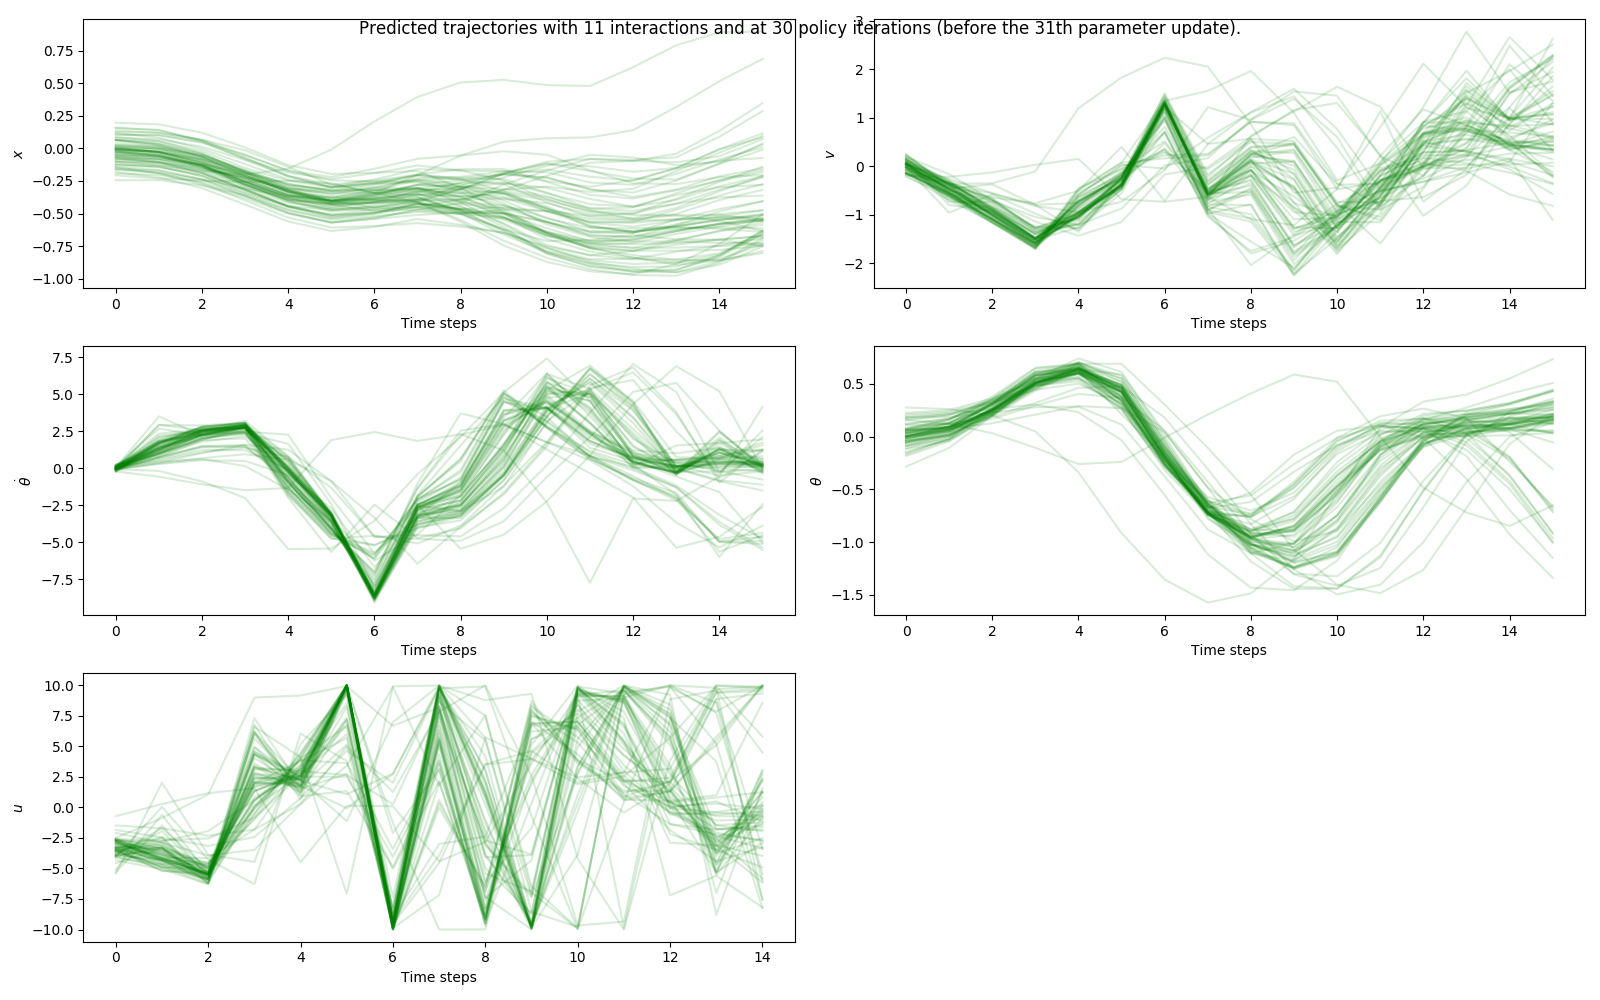 Predicted trajectories with 11 interactions and at 30 policy iterations (before the 31th parameter update).
0.75
0.50
0.25
0.00
−0.25
−0.50
−0.75
−1.00
x
0 2 4 6 8 10 12 14
Time steps
3
2
1
0
−1
−2
v
0 2 4 6 8 10 12 14
Time steps
7.5
5.0
2.5
0.0
−2.5
−5.0
−7.5
θ̇
0 2 4 6 8 10 12 14
Time steps
0.5
0.0
−0.5
−1.0
−1.5
θ
0 2 4 6 8 10 12 14
Time steps
10.0
7.5
5.0
2.5
0.0
−2.5
−5.0
−7.5
−10.0
u
0 2 4 6 8 10 12 14
Time steps